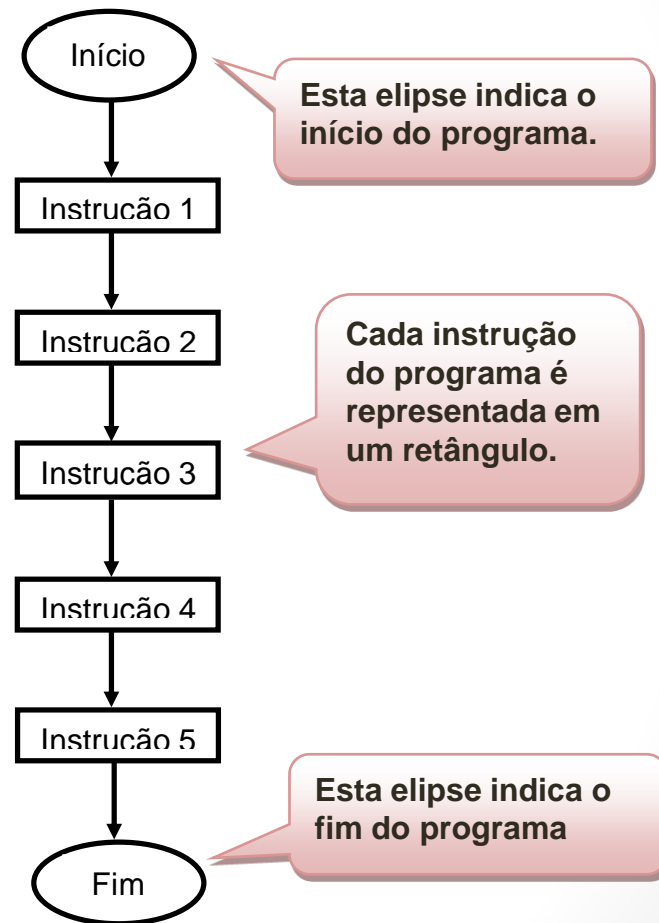 Início
Esta elipse indica o
início do programa.
Instrução 1
Instrução 2
Cada instrução
do programa é
representada em
um retângulo.
Instrução 3
Instrução 4
Instrução 5
Esta elipse indica o
fim do programa
Fim